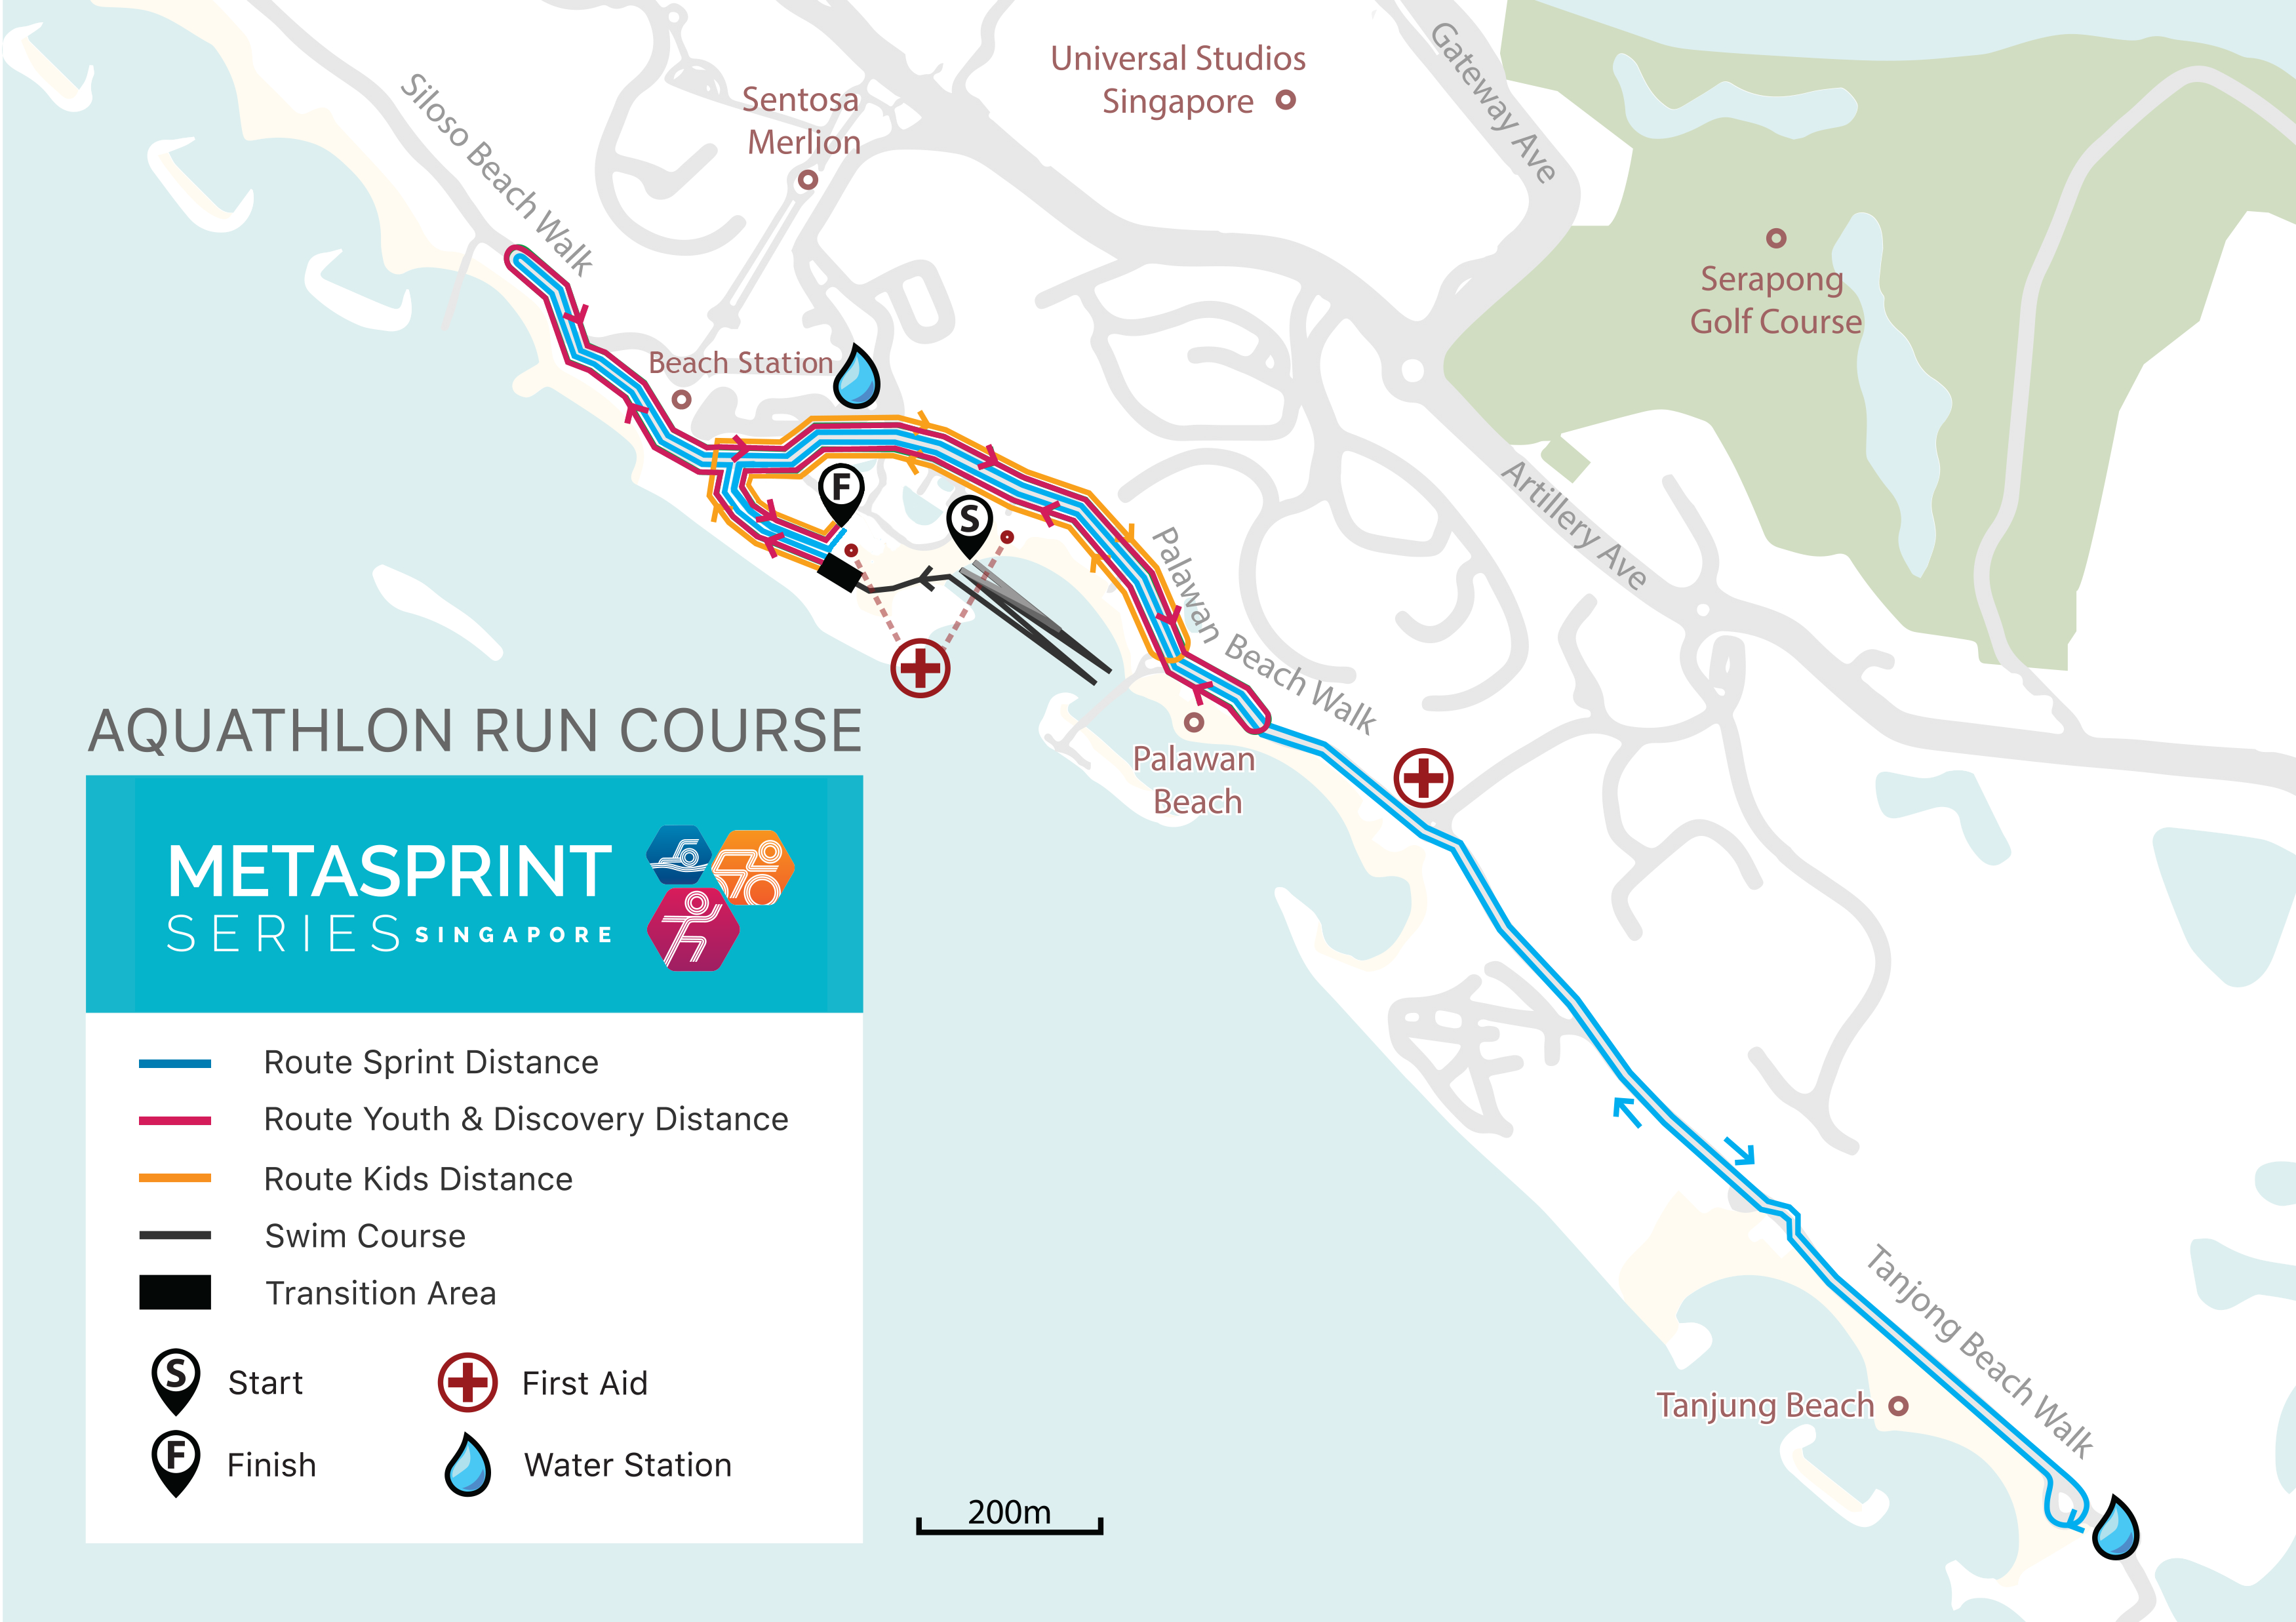 Universal Studios
Singapore
Gateway Ave
Siloso Beach Walk
Sentosa
Merlion
Serapong
Golf Course
Beach Station
F
S
Artillery Ave
Palawan Beach Walk
Palawan
Beach
AQUATHLON RUN COURSE
METASPRINT
SERIES SINGAPORE
Route Sprint Distance
Route Youth & Discovery Distance
Route Kids Distance
Swim Course
Transition Area
S Start
First Aid
F Finish
Water Station
200m
Tanjong Beach Walk
Tanjung Beach